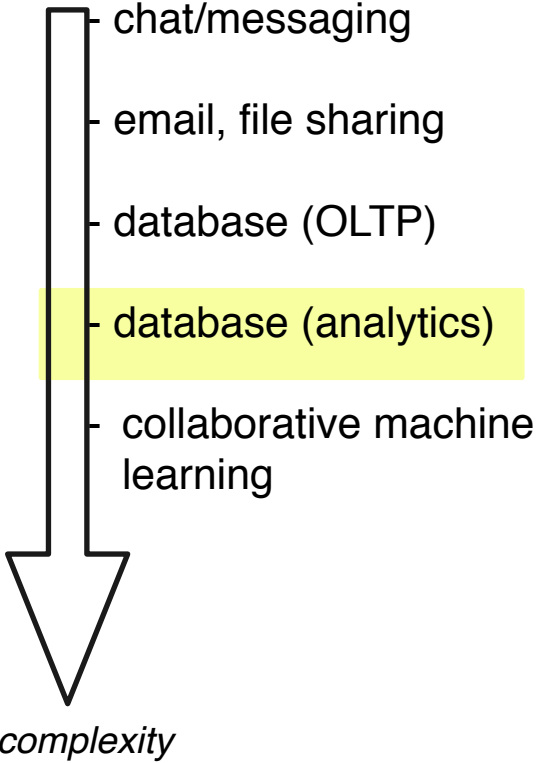 - chat/messaging
- email, file sharing
- database (OLTP)
- database (analytics)
- collaborative machine
learning
complexity